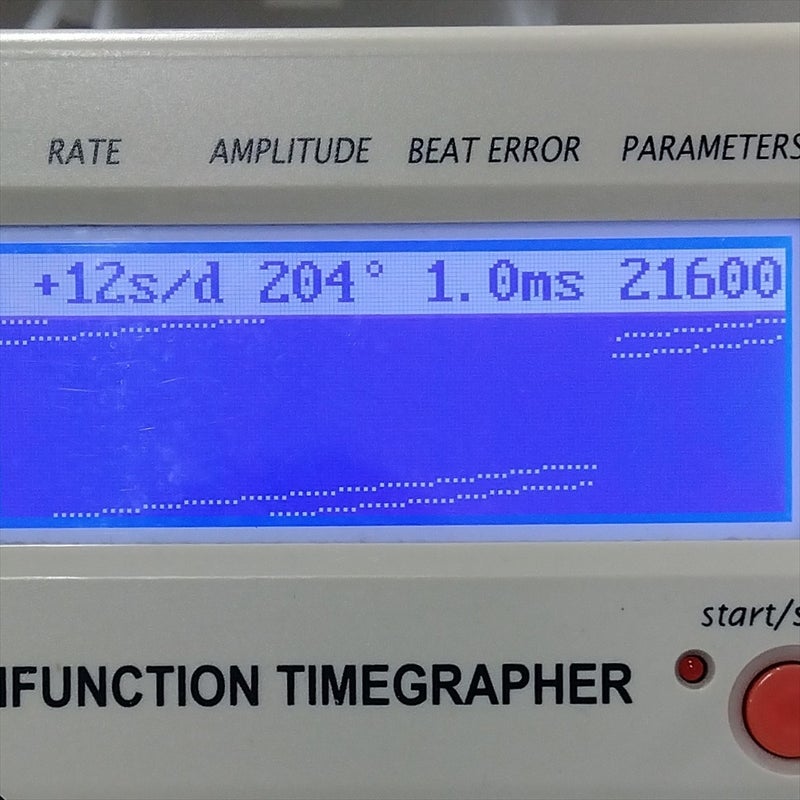 RATE AMPLITUDE BEAT ERROR PARAMETERS
+12s/d 204° 1.0ms 21600
start/s
IFUNCTION TIMEGRAPHER